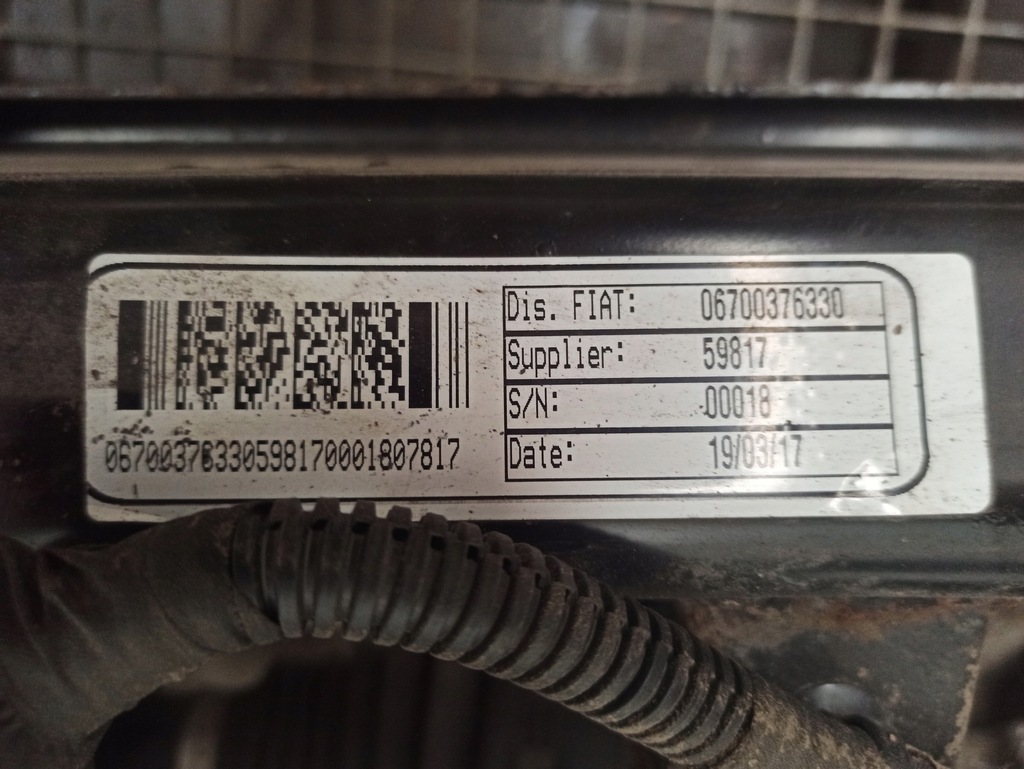 Dis. FIAT: 06700376330
Supplier: 59817
S/N: 00018
Date: 19/03/17
06700376330598170001807817